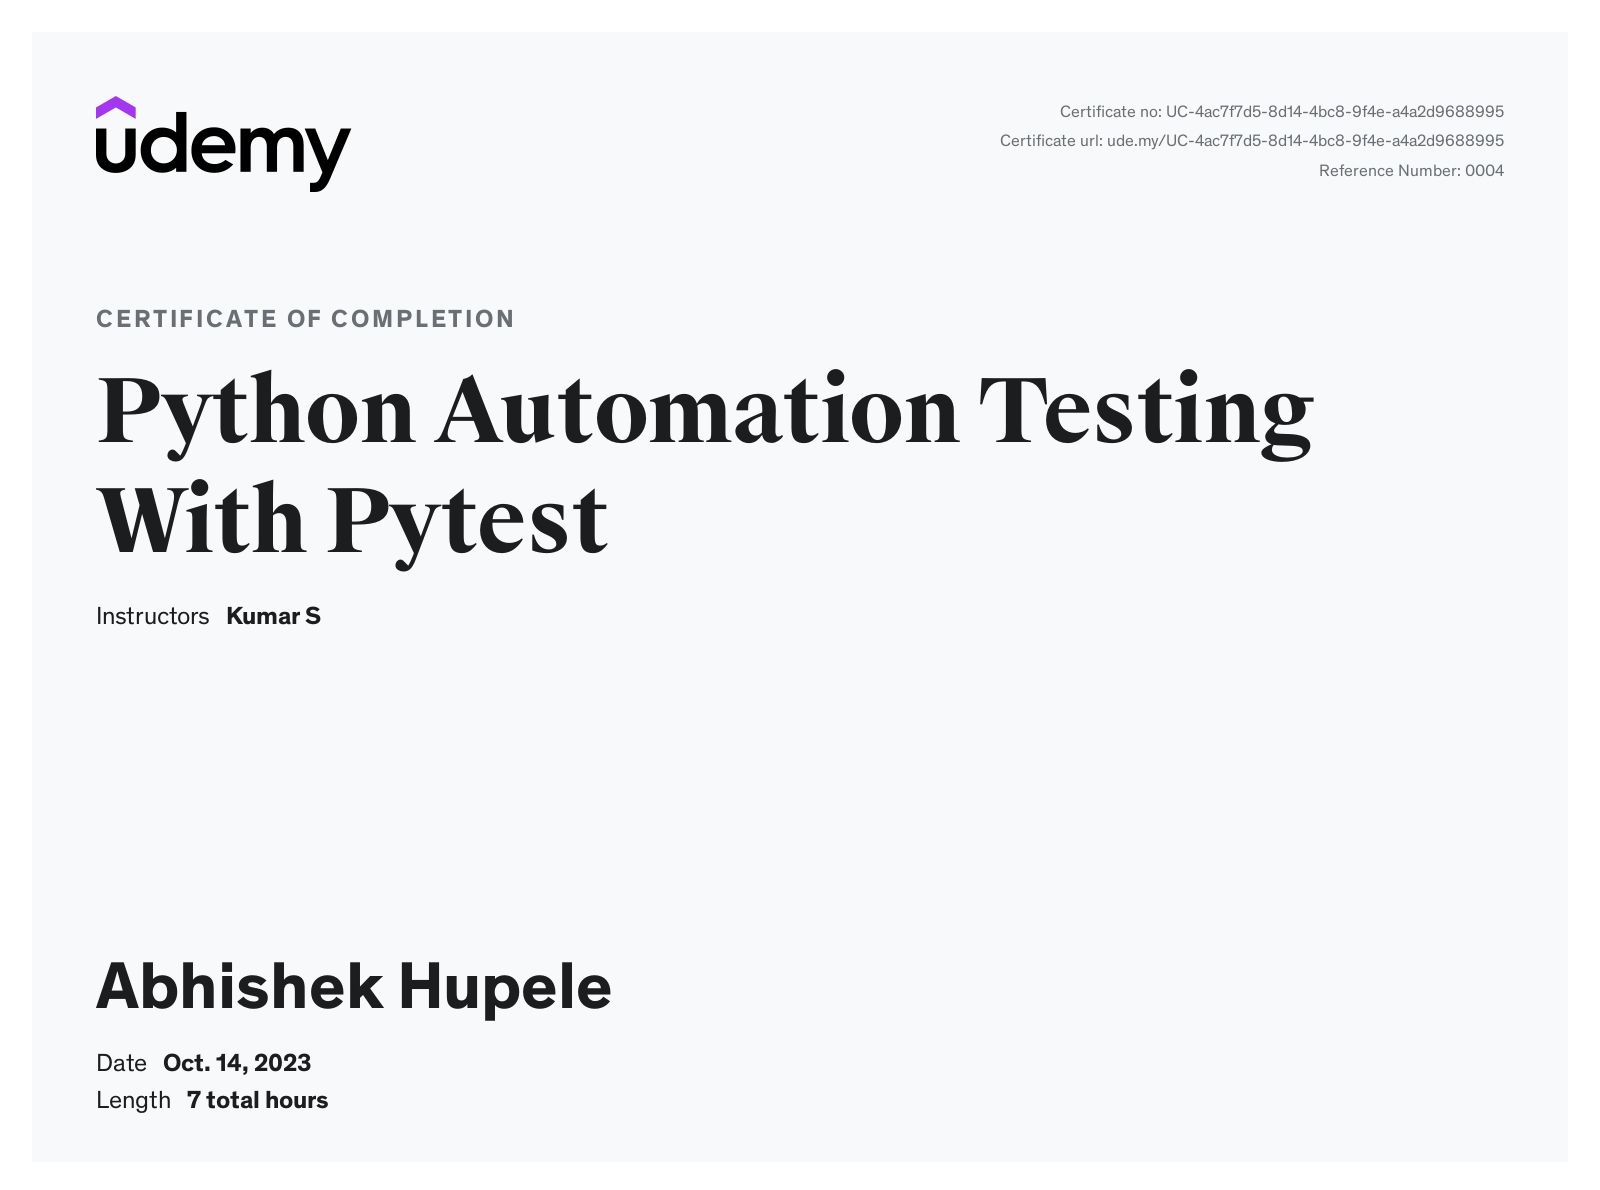 udemy
Certificate no: UC-4ac7f7d5-8d14-4bc8-9f4e-a4a2d9688995
Certificate url: ude.my/UC-4ac7f7d5-8d14-4bc8-9f4e-a4a2d9688995
Reference Number: 0004
CERTIFICATE OF COMPLETION
Python Automation Testing
With Pytest
Instructors Kumar S
Abhishek Hupele
Date Oct. 14, 2023
Length 7 total hours